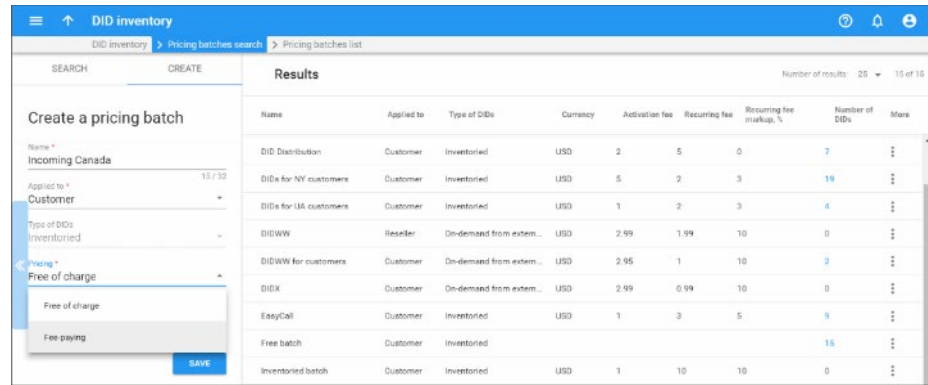 DID inventory
DID inventory > Pricing batches search > Pricing batches list
SEARCH CREATE
Create a pricing batch
Name *
Incoming Canada
15 / 32
Applied to *
Customer
Type of DIDs
Inventoried
Pricing *
Free of charge
Free of charge
Fee-paying
SAVE
Results
Number of results: 25 15 of 15
Name Applied to Type of DIDs Currency Activation fee Recurring fee Recurring fee markup, % Number of DIDs More
DID Distribution Customer Inventoried USD 2 5 0 7
DIDs for NY customers Customer Inventoried USD 5 2 3 19
DIDs for UA customers Customer Inventoried USD 1 2 3 4
DIDWW Reseller On-demand from extern... USD 2.99 1.99 10 0
DIDWW for customers Customer On-demand from extern... USD 2.95 1 10 2
DIDX Customer On-demand from extern... USD 2.99 0.99 10 0
EasyCall Customer Inventoried USD 1 3 5 9
Free batch Customer Inventoried 15
Inventoried batch Customer Inventoried USD 1 10 10 0